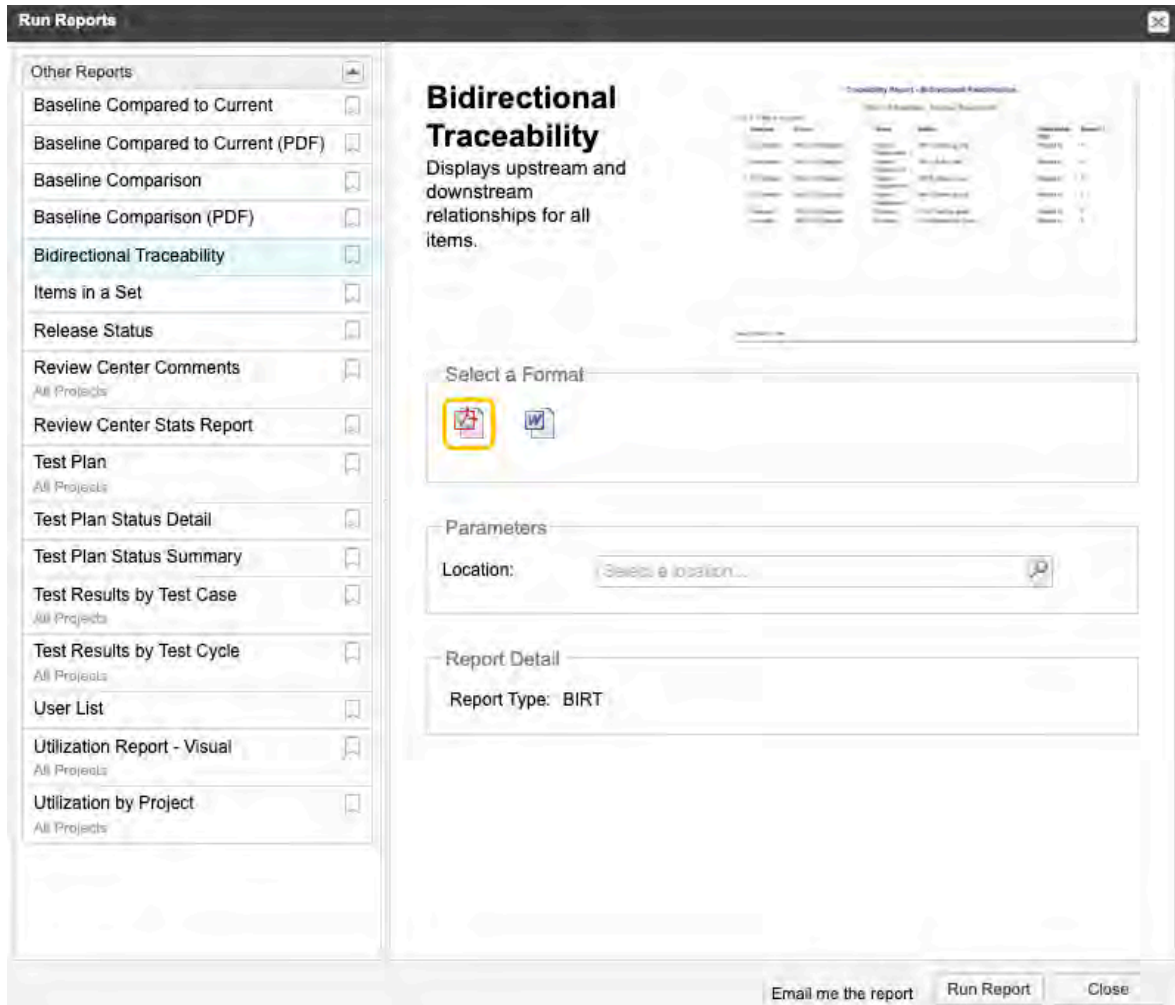 Run Reports
Other Reports
Baseline Compared to Current
Baseline Compared to Current (PDF)
Baseline Comparison
Baseline Comparison (PDF)
Bidirectional Traceability
Items in a Set
Release Status
Review Center Comments
All Projects
Review Center Stats Report
Test Plan
All Projects
Test Plan Status Detail
Test Plan Status Summary
Test Results by Test Case
All Projects
Test Results by Test Cycle
All Projects
User List
Utilization Report - Visual
All Projects
Utilization by Project
All Projects
Bidirectional
Traceability
Displays upstream and
downstream
relationships for all
items.
Traceability Report - Bidirectional Relationships
Select a Format
W
Parameters
Location: Select a location...
Report Detail
Report Type: BIRT
Email me the report Run Report Close